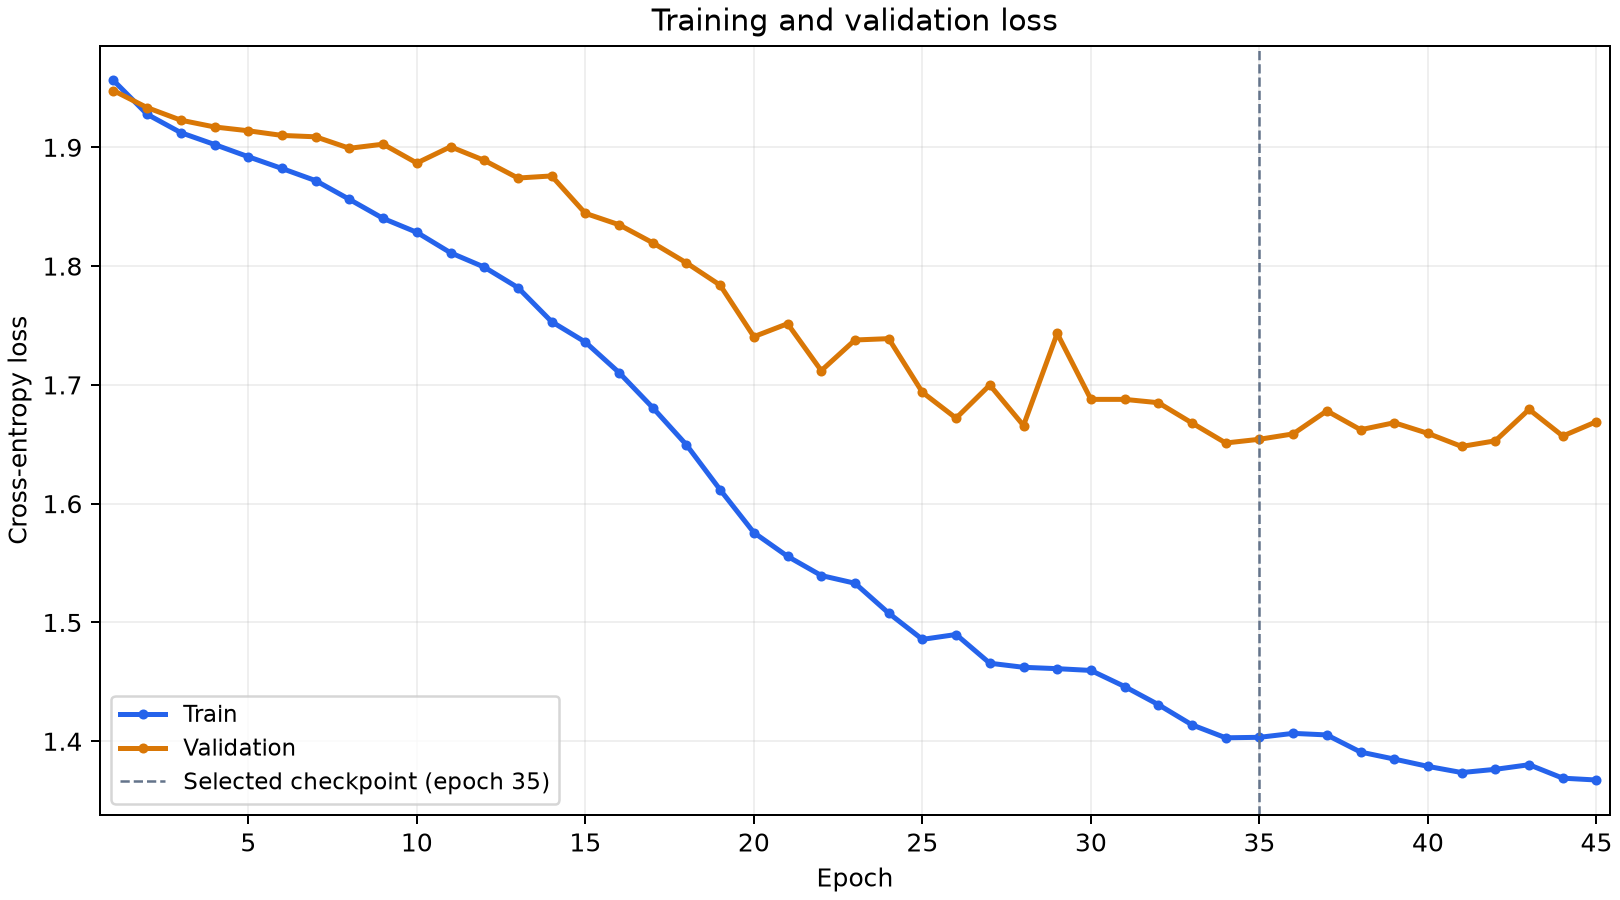 Training and validation loss
Cross-entropy loss
1.9
1.8
1.7
1.6
1.5
1.4
Train
Validation
Selected checkpoint (epoch 35)
5 10 15 20 25 30 35 40 45
Epoch